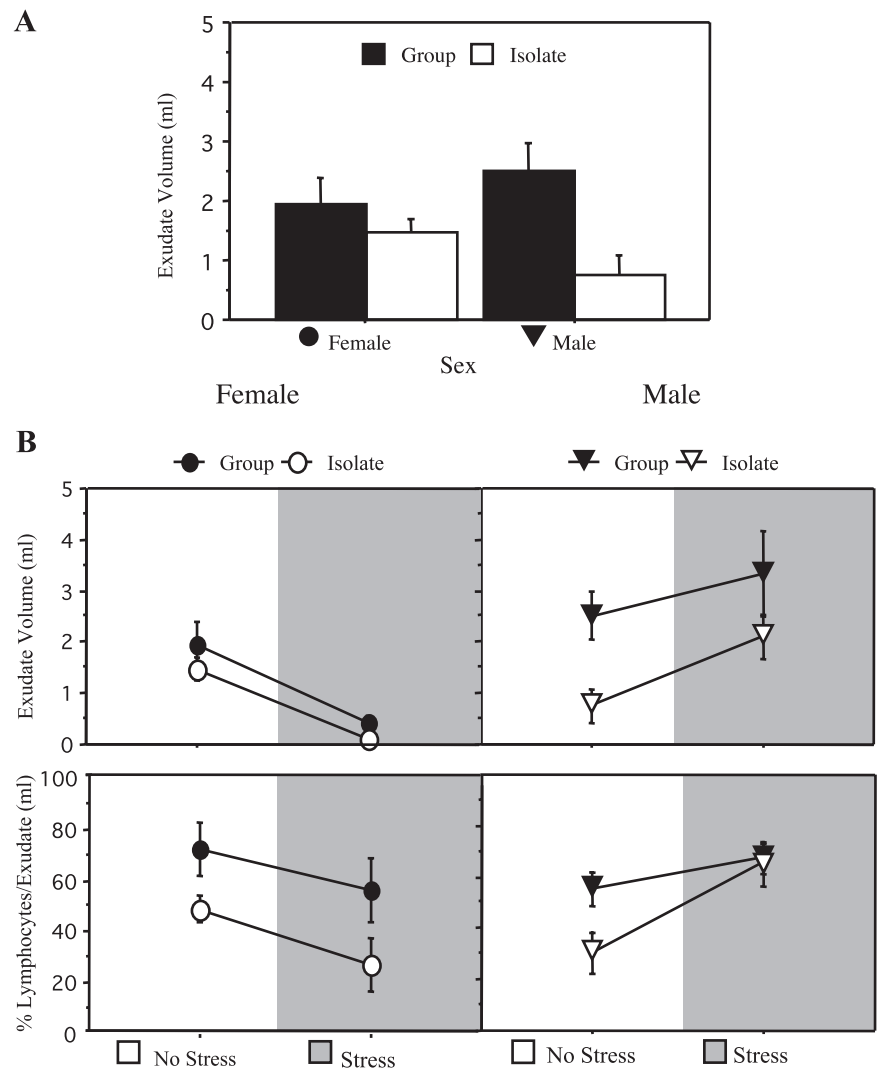 A
5
Group Isolate
4
3
2
1
0
Exudate Volume (ml)
Female Male
Sex
Female Male
B
Group Isolate Group Isolate
5
4
3
2
1
0
Exudate Volume (ml)
100
80
60
40
20
0
% Lymphocytes/Exudate (ml)
No Stress Stress No Stress Stress